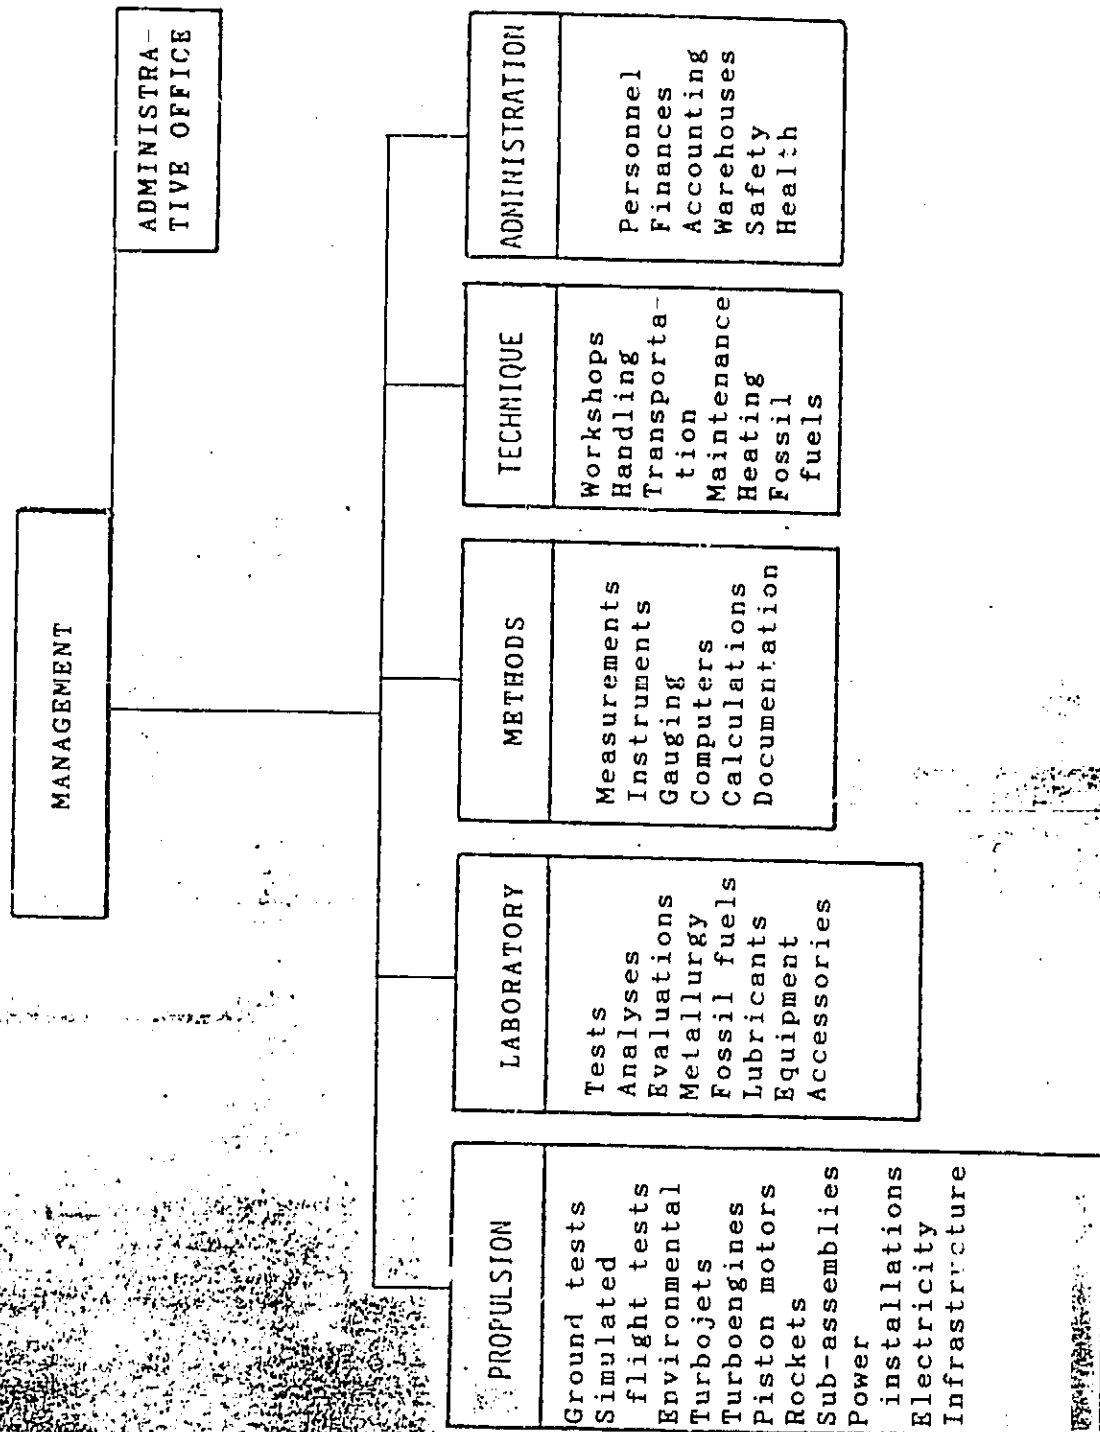 MANAGEMENT
ADMINISTRA-
TIVE OFFICE
PROPULSION
Ground tests
Simulated
flight tests
Environmental
Turbojets
Turboengines
Piston motors
Rockets
Sub-assemblies
Power
installations
Electricity
Infrastructure
LABORATORY
Tests
Analyses
Evaluations
Metallurgy
Fossil fuels
Lubricants
Equipment
Accessories
METHODS
Measurements
Instruments
Gauging
Computers
Calculations
Documentation
TECHNIQUE
Workshops
Handling
Transporta-
tion
Maintenance
Heating
Fossil
fuels
ADMINISTRATION
Personnel
Finances
Accounting
Warehouses
Safety
Health